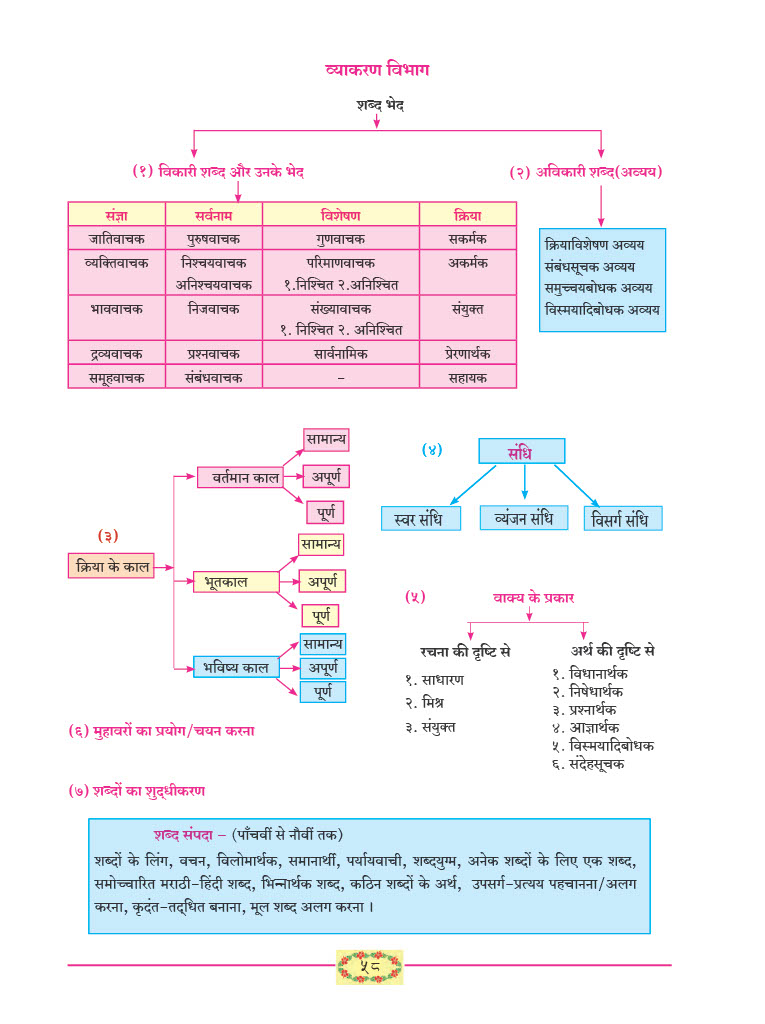 व्याकरण विभाग
शब्द भेद
(१) विकारी शब्द और उनके भेद
(२) अविकारी शब्द(अव्यय)
संज्ञा सर्वनाम विशेषण क्रिया
जातिवाचक पुरुषवाचक गुणवाचक सकर्मक
व्यक्तिवाचक निश्चयवाचक परिमाणवाचक अकर्मक
अनिश्चयवाचक १.निश्चित २.अनिश्चित
भाववाचक निजवाचक संख्यावाचक संयुक्त
१. निश्चित २. अनिश्चित
द्रव्यवाचक प्रश्नवाचक सार्वनामिक प्रेरणार्थक
समूहवाचक संबंधवाचक – सहायक
क्रियाविशेषण अव्यय
संबंधसूचक अव्यय
समुच्चयबोधक अव्यय
विस्मयादिबोधक अव्यय
(३)
क्रिया के काल
वर्तमान काल
सामान्य
अपूर्ण
पूर्ण
भूतकाल
सामान्य
अपूर्ण
पूर्ण
भविष्य काल
सामान्य
अपूर्ण
पूर्ण
(४)
संधि
स्वर संधि
व्यंजन संधि
विसर्ग संधि
(५) वाक्य के प्रकार
रचना की दृष्टि से
१. साधारण
२. मिश्र
३. संयुक्त
अर्थ की दृष्टि से
१. विधानार्थक
२. निषेधार्थक
३. प्रश्नार्थक
४. आज्ञार्थक
५. विस्मयादिबोधक
६. संदेहसूचक
(६) मुहावरों का प्रयोग/चयन करना
(७) शब्दों का शुद्धीकरण
शब्द संपदा – (पाँचवीं से नौवीं तक)
शब्दों के लिंग, वचन, विलोमार्थक, समानार्थी, पर्यायवाची, शब्दयुग्म, अनेक शब्दों के लिए एक शब्द,
समोच्चारित मराठी-हिंदी शब्द, भिन्नार्थक शब्द, कठिन शब्दों के अर्थ, उपसर्ग-प्रत्यय पहचानना/अलग
करना, कृदंत-तद्धित बनाना, मूल शब्द अलग करना ।
५८